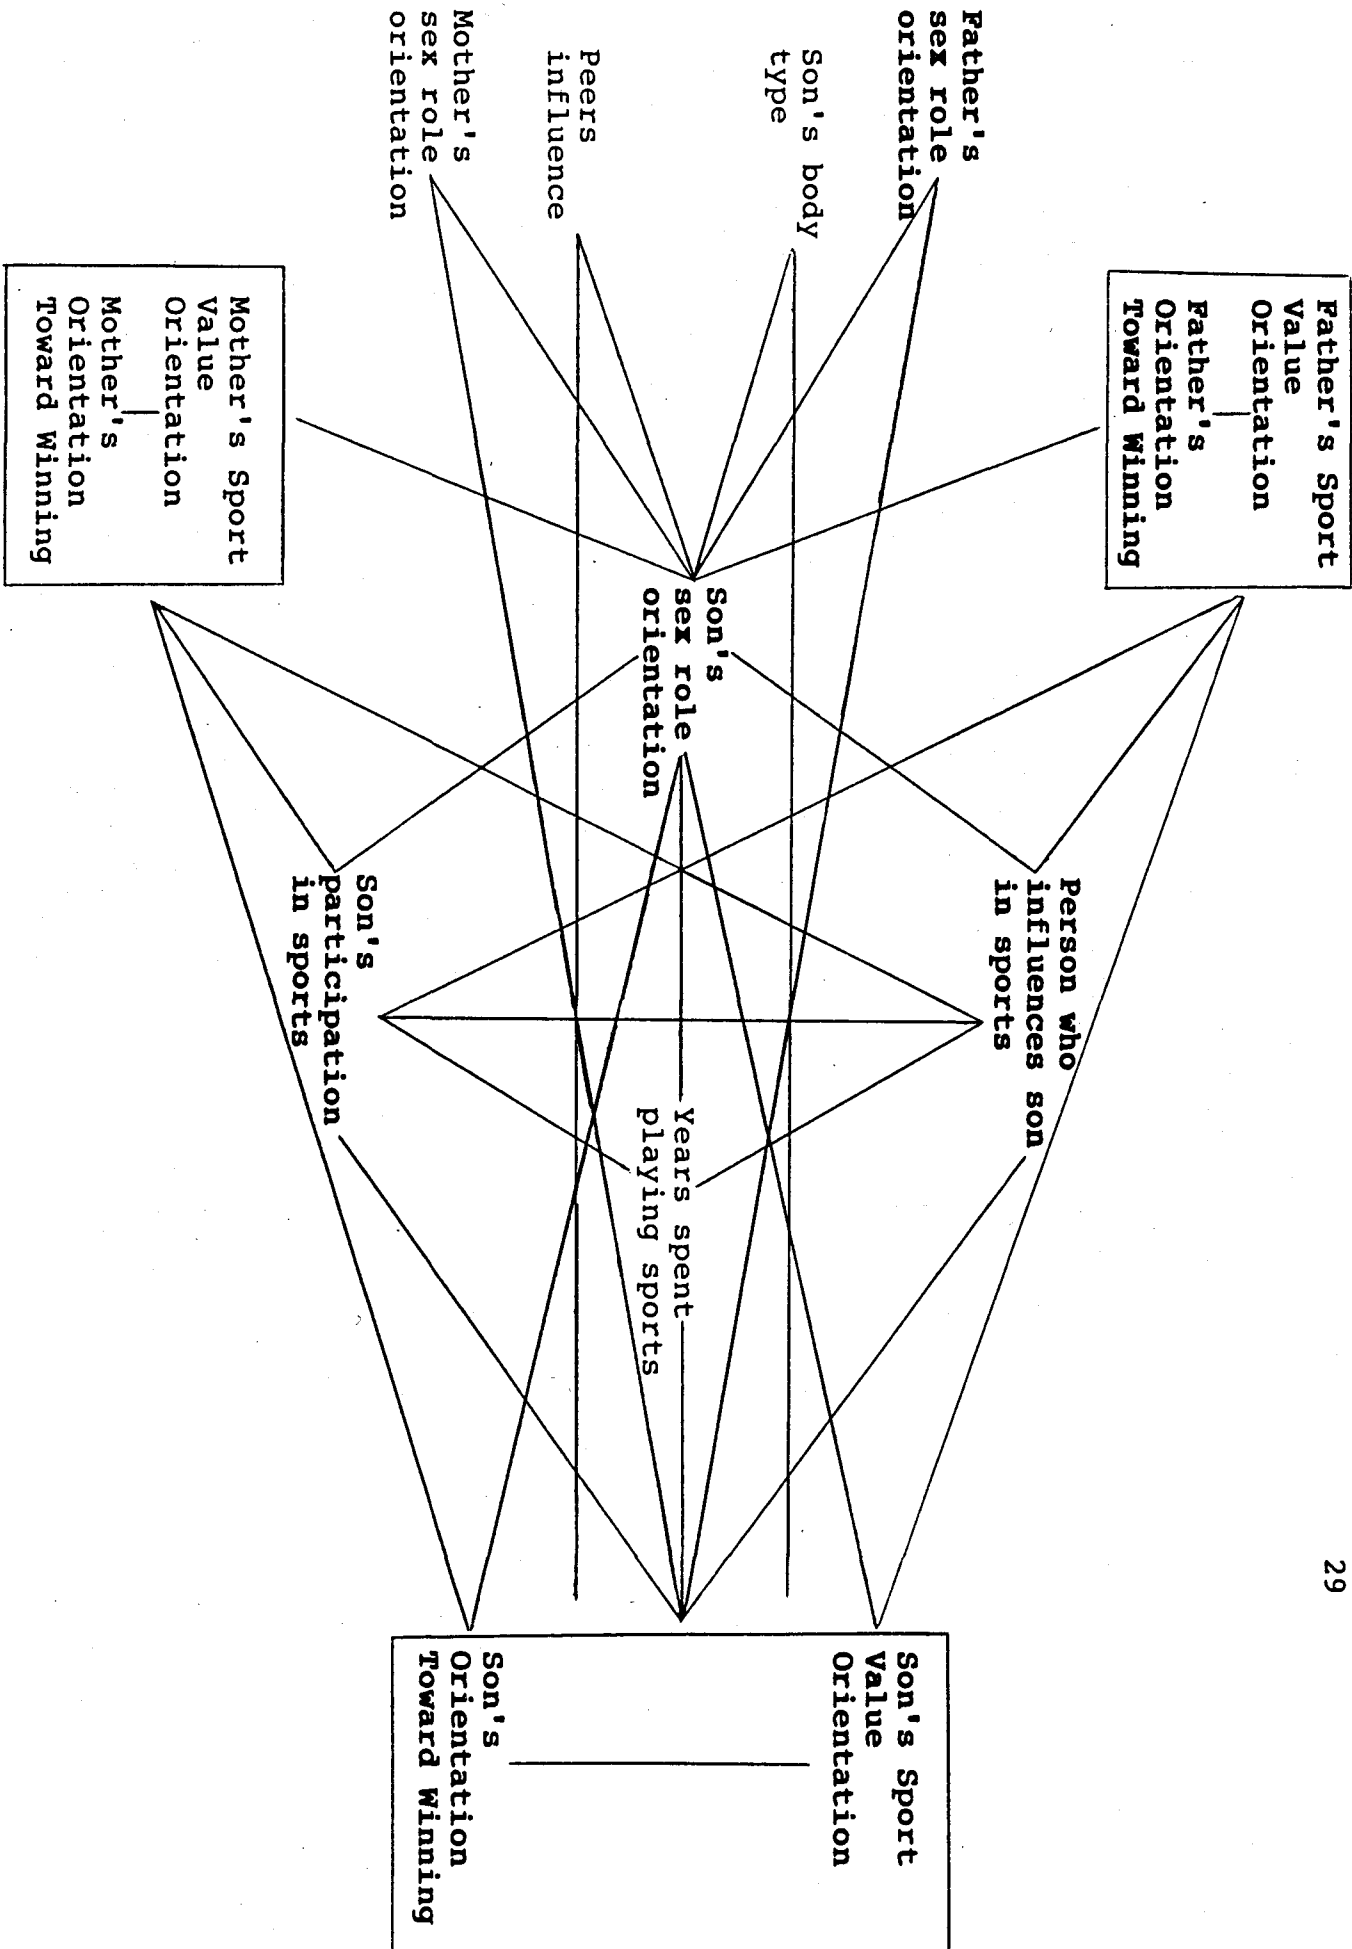 29
Father's Sport
Value
Orientation
Father's
Orientation
Toward Winning
Father's
sex role
orientation
Son's body
type
Peers
influence
Mother's
sex role
orientation
Mother's Sport
Value
Orientation
Mother's
Orientation
Toward Winning
Son's
sex role
orientation
Person who
influences son
in sports
Son's
participation
in sports
Years spent
playing sports
Son's Sport
Value
Orientation
Son's
Orientation
Toward Winning